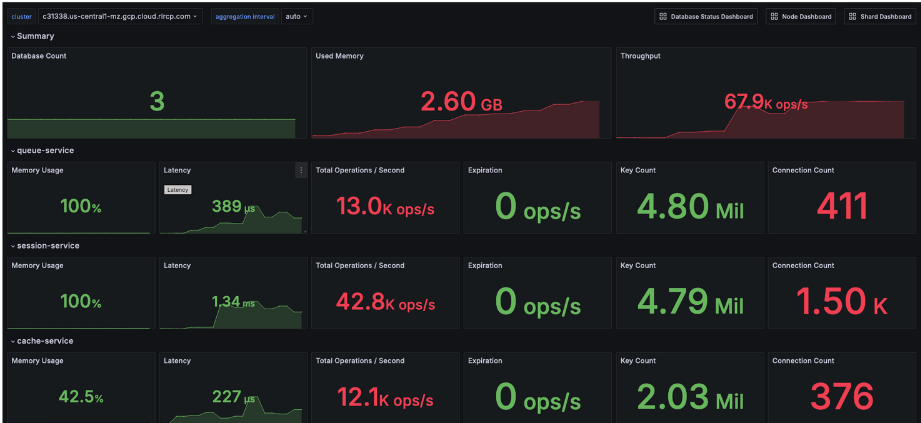 cluster c31338.us-central1-mz.gcp.cloud.rlrcp.com aggregation interval auto Database Status Dashboard Node Dashboard Shard Dashboard
Summary
Database Count Used Memory Throughput
3 2.60 GB 67.9K ops/s
queue-service
Memory Usage Latency Total Operations / Second Expiration Key Count Connection Count
Latency
100% 389 µs 13.0K ops/s 0 ops/s 4.80 Mil 411
session-service
Memory Usage Latency Total Operations / Second Expiration Key Count Connection Count
100% 1.34 ms 42.8K ops/s 0 ops/s 4.79 Mil 1.50 K
cache-service
Memory Usage Latency Total Operations / Second Expiration Key Count Connection Count
42.5% 227 µs 12.1K ops/s 0 ops/s 2.03 Mil 376